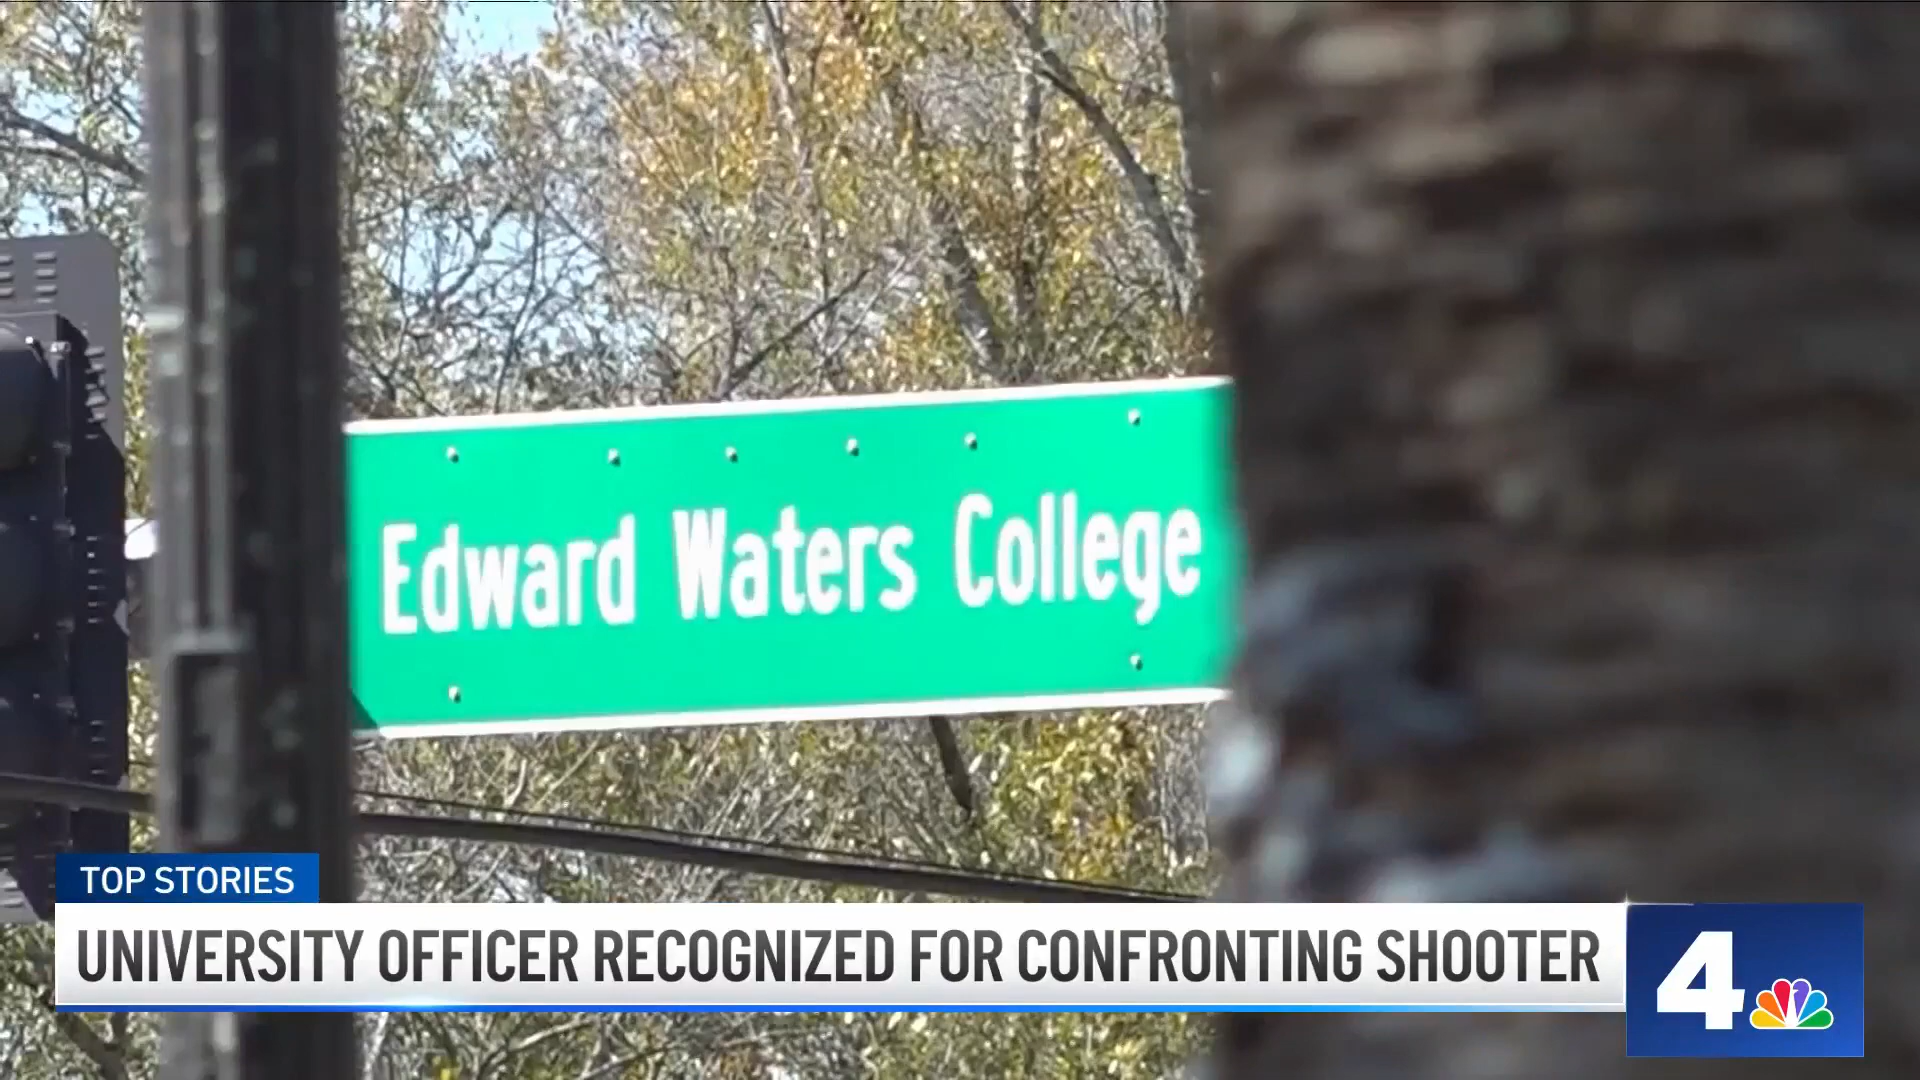 Edward Waters College
TOP STORIES
UNIVERSITY OFFICER RECOGNIZED FOR CONFRONTING SHOOTER
4